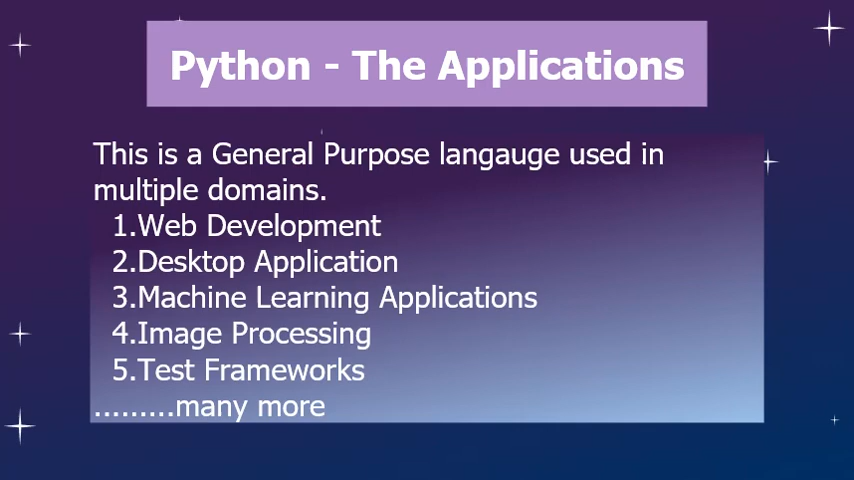 Python - The Applications
This is a General Purpose langauge used in
multiple domains.
1.Web Development
2.Desktop Application
3.Machine Learning Applications
4.Image Processing
5.Test Frameworks
.........many more